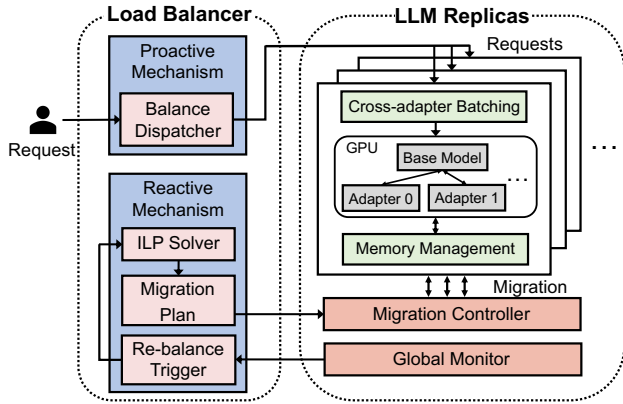 Load Balancer
LLM Replicas
Proactive
Mechanism
Balance
Dispatcher
Request
Reactive
Mechanism
ILP Solver
Migration
Plan
Re-balance
Trigger
Requests
Cross-adapter Batching
GPU
Base Model
...
Adapter 0
Adapter 1
Memory Management
...
Migration
Migration Controller
Global Monitor